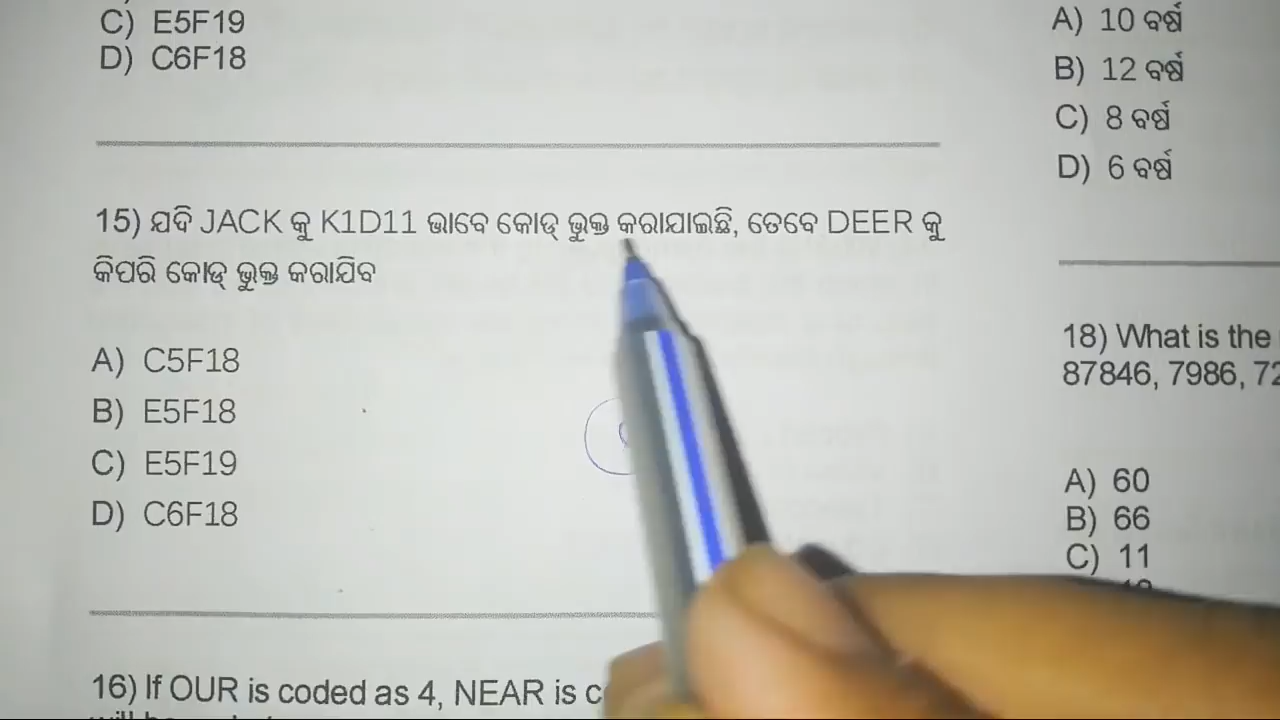 C) E5F19
D) C6F18
15) ଯଦି JACK କୁ K1D11 ଭାବେ କୋଡ୍ ଭୁକ୍ତ କରାଯାଇଛି, ତେବେ DEER କୁ
କିପରି କୋଡ୍ ଭୁକ୍ତ କରାଯିବ
A) C5F18
B) E5F18
C) E5F19
D) C6F18
16) If OUR is coded as 4, NEAR is
A) 10 ବର୍ଷ
B) 12 ବର୍ଷ
C) 8 ବର୍ଷ
D) 6 ବର୍ଷ
18) What is the
87846, 7986,
A) 60
B) 66
C) 11